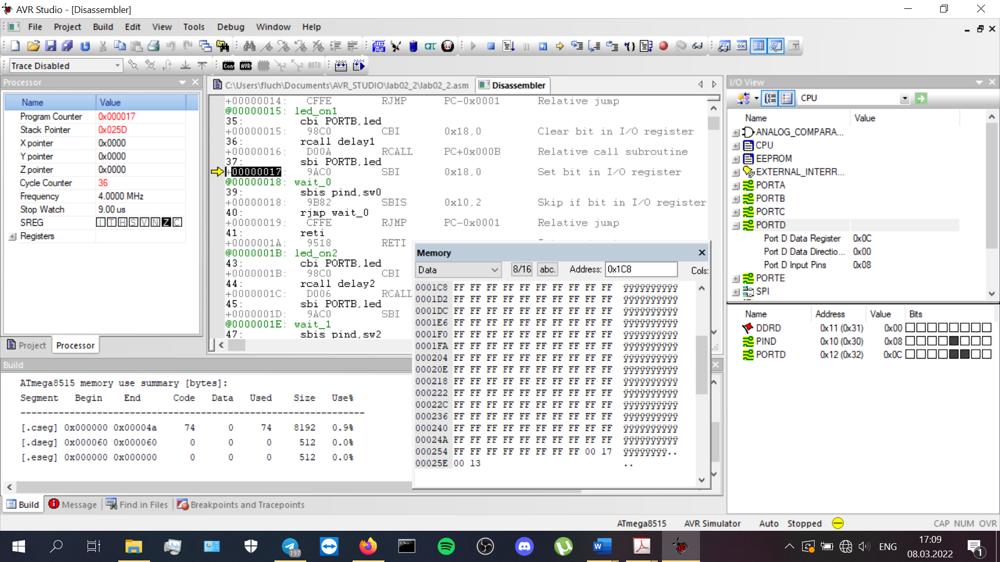 AVR Studio - [Disassembler]
File Project Build Edit View Tools Debug Window Help
Trace Disabled
Con AVR AUTO
Processor
Name Value
Program Counter 0x000017
Stack Pointer 0x025D
X pointer 0x0000
Y pointer 0x0000
Z pointer 0x0000
Cycle Counter 36
Frequency 4.0000 MHz
Stop Watch 9.00 us
SREG I T H S V N Z C
Registers
Project Processor
C:\Users\fluch\Documents\AVR_STUDIO\lab02_2\lab02_2.asm Disassembler
+00000014: CFFE RJMP PC-0x0001 Relative jump
@00000015: led_on1
35: cbi PORTB,led
+00000015: 98C0 CBI 0x18,0 Clear bit in I/O register
36: rcall delay1
+00000016: D00A RCALL PC+0x000B Relative call subroutine
37: sbi PORTB,led
+00000017: 9AC0 SBI 0x18,0 Set bit in I/O register
@00000018: wait_0
39: sbis pind,sw0
+00000018: 9B82 SBIS 0x10,2 Skip if bit in I/O register
40: rjmp wait_0
+00000019: CFFE RJMP PC-0x0001 Relative jump
41: reti
+0000001A: 9518 RETI
@0000001B: led_on2
43: cbi PORTB,led
+0000001B: 98C0 CBI
44: rcall delay2
+0000001C: D006 RCALL
45: sbi PORTB,led
+0000001D: 9AC0 SBI
@0000001E: wait_1
47: sbis pind,sw2
Memory
Data 8/16 abc. Address: 0x1C8 Cols:
0001C8 FF FF FF FF FF FF FF FF FF FF ÿÿÿÿÿÿÿÿÿÿ
0001D2 FF FF FF FF FF FF FF FF FF FF ÿÿÿÿÿÿÿÿÿÿ
0001DC FF FF FF FF FF FF FF FF FF FF ÿÿÿÿÿÿÿÿÿÿ
0001E6 FF FF FF FF FF FF FF FF FF FF ÿÿÿÿÿÿÿÿÿÿ
0001F0 FF FF FF FF FF FF FF FF FF FF ÿÿÿÿÿÿÿÿÿÿ
0001FA FF FF FF FF FF FF FF FF FF FF ÿÿÿÿÿÿÿÿÿÿ
000204 FF FF FF FF FF FF FF FF FF FF ÿÿÿÿÿÿÿÿÿÿ
00020E FF FF FF FF FF FF FF FF FF FF ÿÿÿÿÿÿÿÿÿÿ
000218 FF FF FF FF FF FF FF FF FF FF ÿÿÿÿÿÿÿÿÿÿ
000222 FF FF FF FF FF FF FF FF FF FF ÿÿÿÿÿÿÿÿÿÿ
00022C FF FF FF FF FF FF FF FF FF FF ÿÿÿÿÿÿÿÿÿÿ
000236 FF FF FF FF FF FF FF FF FF FF ÿÿÿÿÿÿÿÿÿÿ
000240 FF FF FF FF FF FF FF FF FF FF ÿÿÿÿÿÿÿÿÿÿ
00024A FF FF FF FF FF FF FF FF FF FF ÿÿÿÿÿÿÿÿÿÿ
000254 FF FF FF FF FF FF FF FF 00 17 ÿÿÿÿÿÿÿÿ..
00025E 00 13 ..
I/O View
CPU
Name Value
ANALOG_COMPARA...
CPU
EEPROM
EXTERNAL_INTERR...
PORTA
PORTB
PORTC
PORTD
Port D Data Register 0x0C
Port D Data Directio... 0x00
Port D Input Pins 0x08
PORTE
SPI
Name Address Value Bits
DDRD 0x11 (0x31) 0x00
PIND 0x10 (0x30) 0x08
PORTD 0x12 (0x32) 0x0C
Build
ATmega8515 memory use summary [bytes]:
Segment Begin End Code Data Used Size Use%
---------------------------------------------------------------
[.cseg] 0x000000 0x00004a 74 0 74 8192 0.9%
[.dseg] 0x000060 0x000060 0 0 0 512 0.0%
[.eseg] 0x000000 0x000000 0 0 0 512 0.0%
Build Message Find in Files Breakpoints and Tracepoints
ATmega8515 AVR Simulator Auto Stopped CAP NUM OVR
197
ENG
17:09
08.03.2022
1